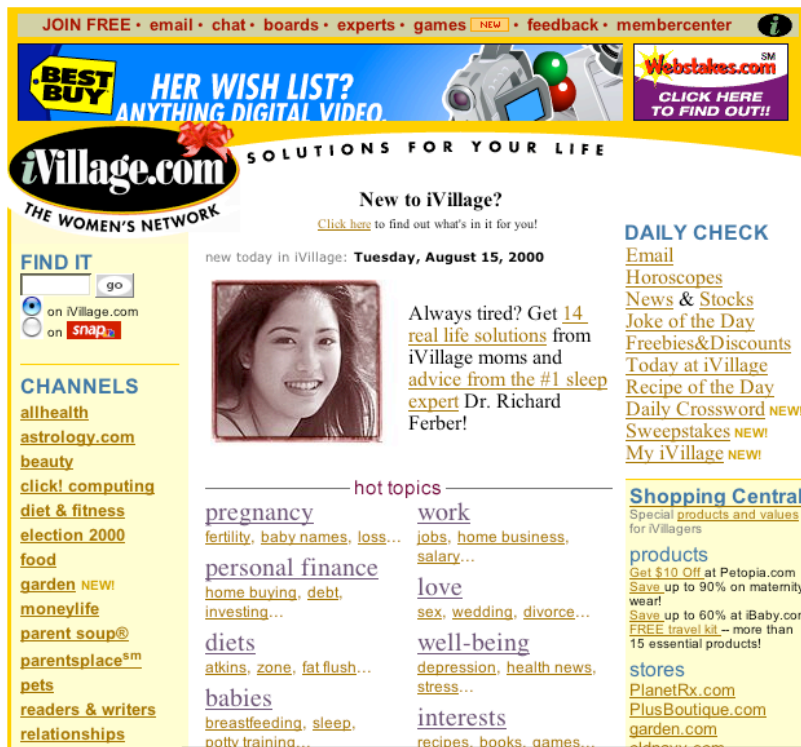 JOIN FREE • email • chat • boards • experts • games NEW • feedback • membercenter
i
BEST BUY
HER WISH LIST?
ANYTHING DIGITAL VIDEO.
Webstakes.com SM
CLICK HERE
TO FIND OUT!!
iVillage.com
SOLUTIONS FOR YOUR LIFE
THE WOMEN'S NETWORK
New to iVillage?
Click here to find out what's in it for you!
FIND IT
go
on iVillage.com
on snap
CHANNELS
allhealth
astrology.com
beauty
click! computing
diet & fitness
election 2000
food
garden NEW!
moneylife
parent soup®
parentsplace sm
pets
readers & writers
relationships
new today in iVillage: Tuesday, August 15, 2000
Always tired? Get 14
real life solutions from
iVillage moms and
advice from the #1 sleep
expert Dr. Richard
Ferber!
hot topics
pregnancy
fertility, baby names, loss...
personal finance
home buying, debt,
investing...
diets
atkins, zone, fat flush...
babies
breastfeeding, sleep,
potty training...
work
jobs, home business,
salary...
love
sex, wedding, divorce...
well-being
depression, health news,
stress...
interests
recipes, books, games...
DAILY CHECK
Email
Horoscopes
News & Stocks
Joke of the Day
Freebies&Discounts
Today at iVillage
Recipe of the Day
Daily Crossword NEW!
Sweepstakes NEW!
My iVillage NEW!
Shopping Central
Special products and values
for iVillagers
products
Get $10 Off at Petopia.com
Save up to 90% on maternity
wear!
Save up to 60% at iBaby.com
FREE travel kit -- more than
15 essential products!
stores
PlanetRx.com
PlusBoutique.com
garden.com